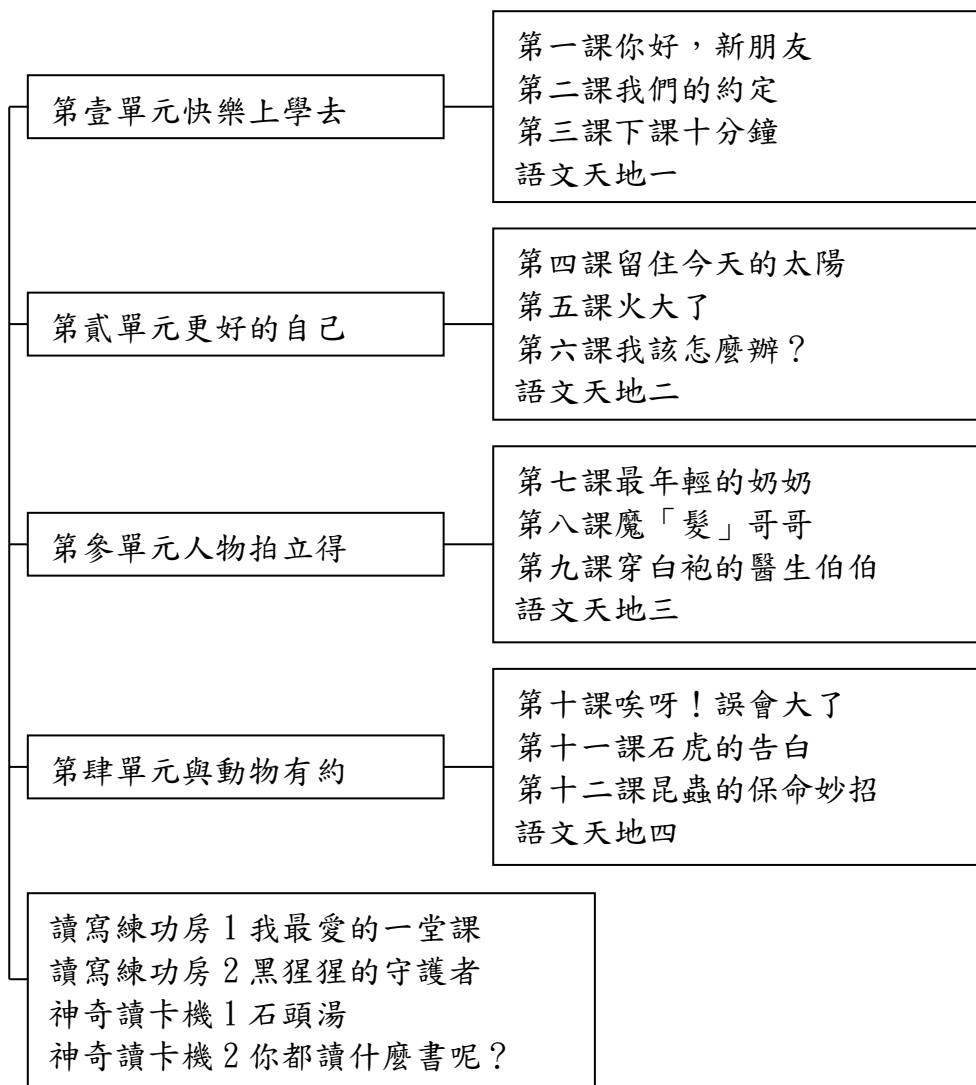 第壹單元快樂上學去
第一課你好，新朋友
第二課我們的約定
第三課下課十分鐘
語文天地一
第貳單元更好的自己
第四課留住今天的太陽
第五課火大了
第六課我該怎麼辦？
語文天地二
第參單元人物拍立得
第七課最年輕的奶奶
第八課魔「髮」哥哥
第九課穿白袍的醫生伯伯
語文天地三
第肆單元與動物有約
第十課唉呀！誤會大了
第十一課石虎的告白
第十二課昆蟲的保命妙招
語文天地四
讀寫練功房 1 我最愛的一堂課
讀寫練功房 2 黑猩猩的守護者
神奇讀卡機 1 石頭湯
神奇讀卡機 2 你都讀什麼書呢？